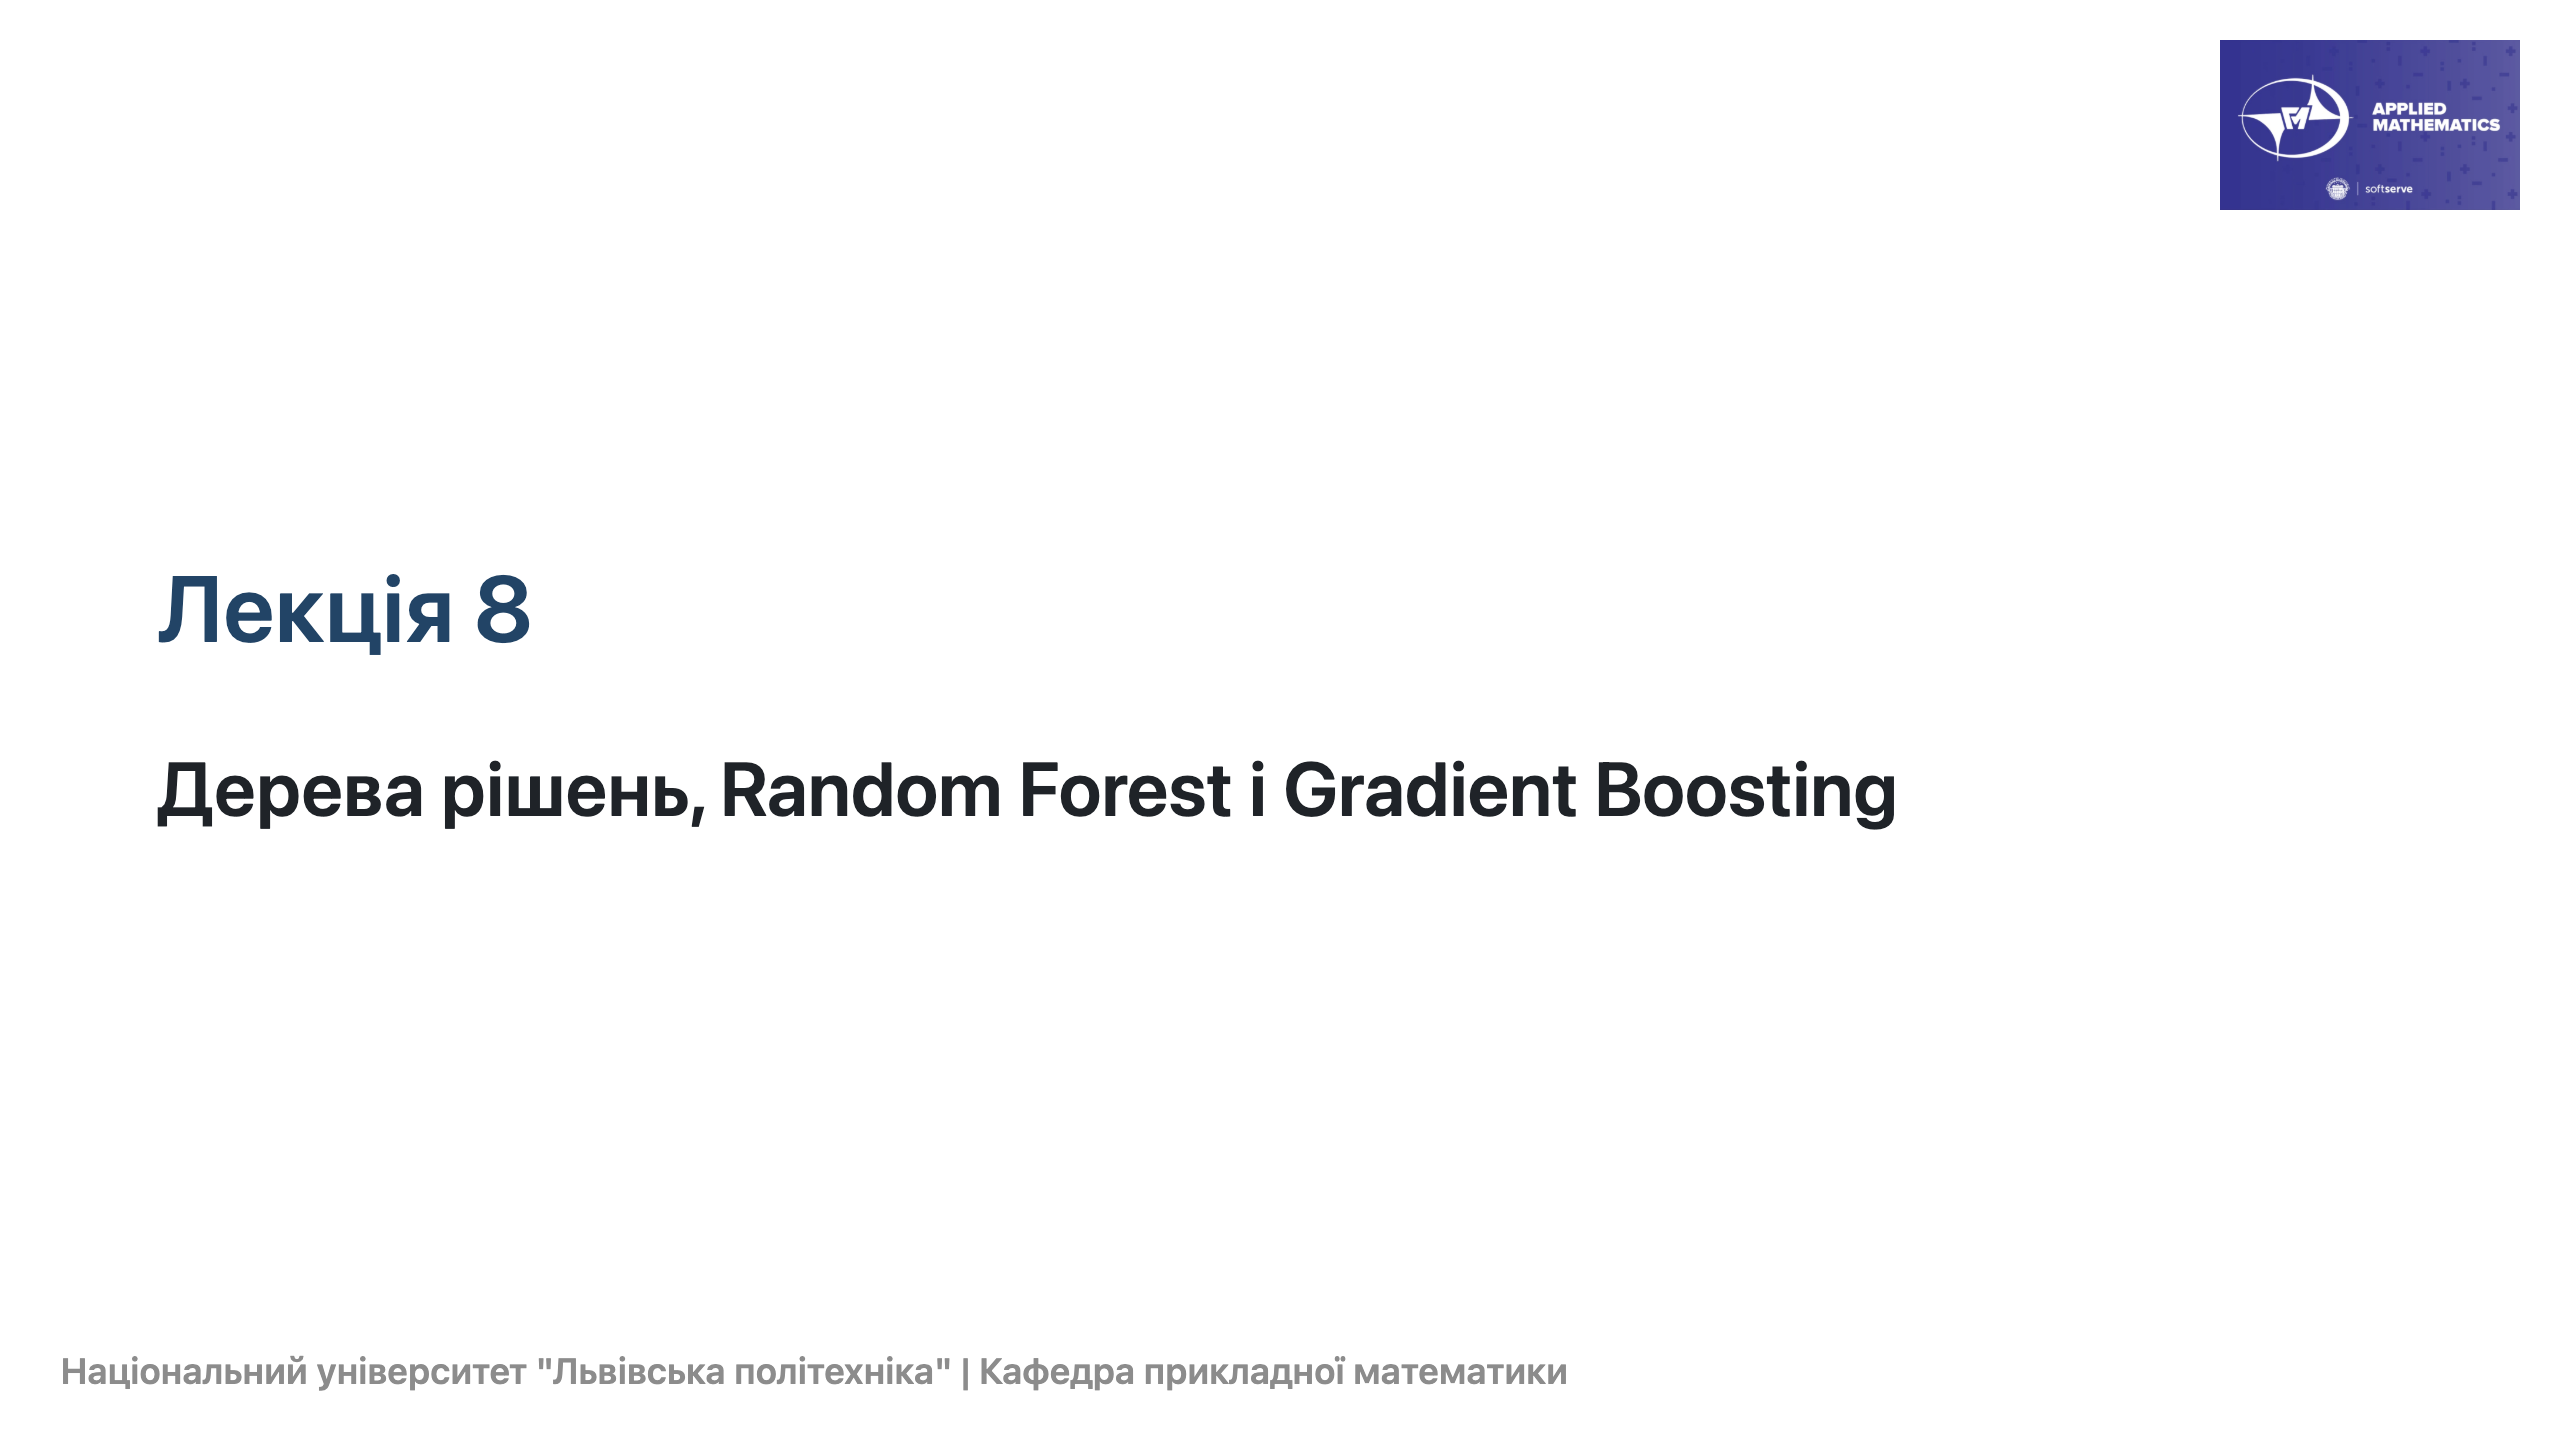 APPLIED
MATHEMATICS
softserve
Лекція 8
Дерева рішень, Random Forest і Gradient Boosting
Національний університет "Львівська політехніка" | Кафедра прикладної математики